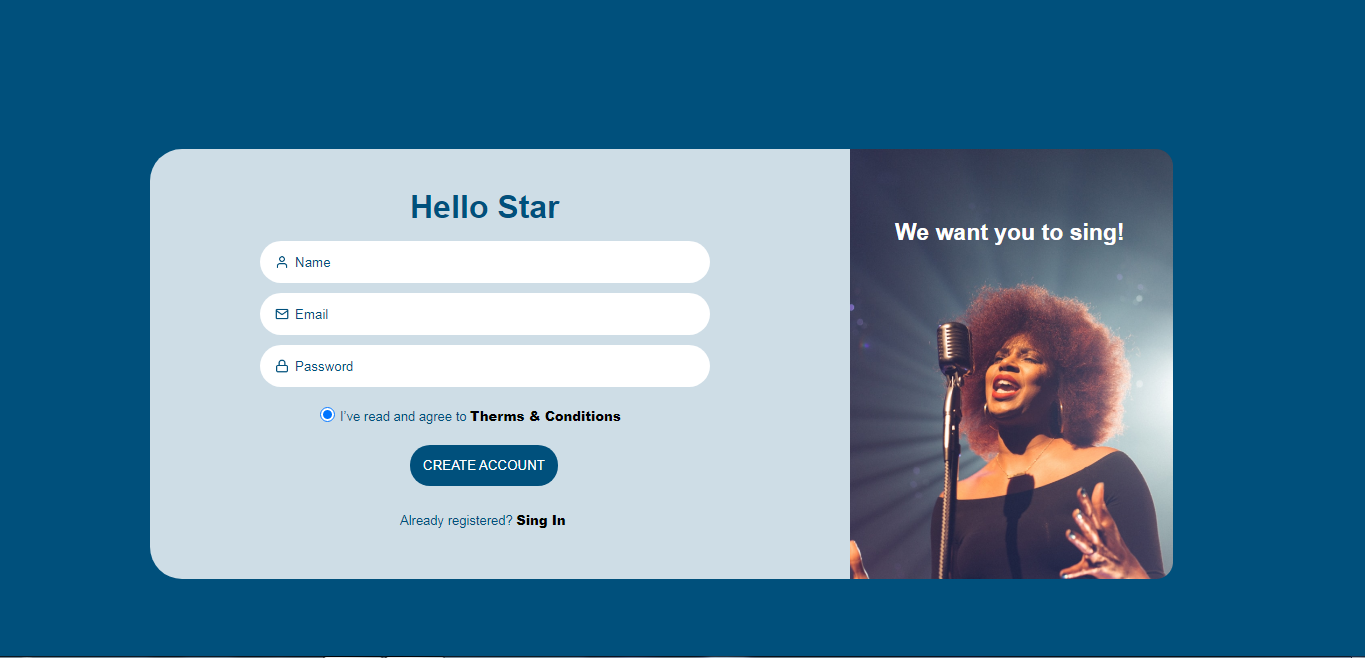 Hello Star
Name
Email
Password
I've read and agree to Therms & Conditions
CREATE ACCOUNT
Already registered? Sing In
We want you to sing!